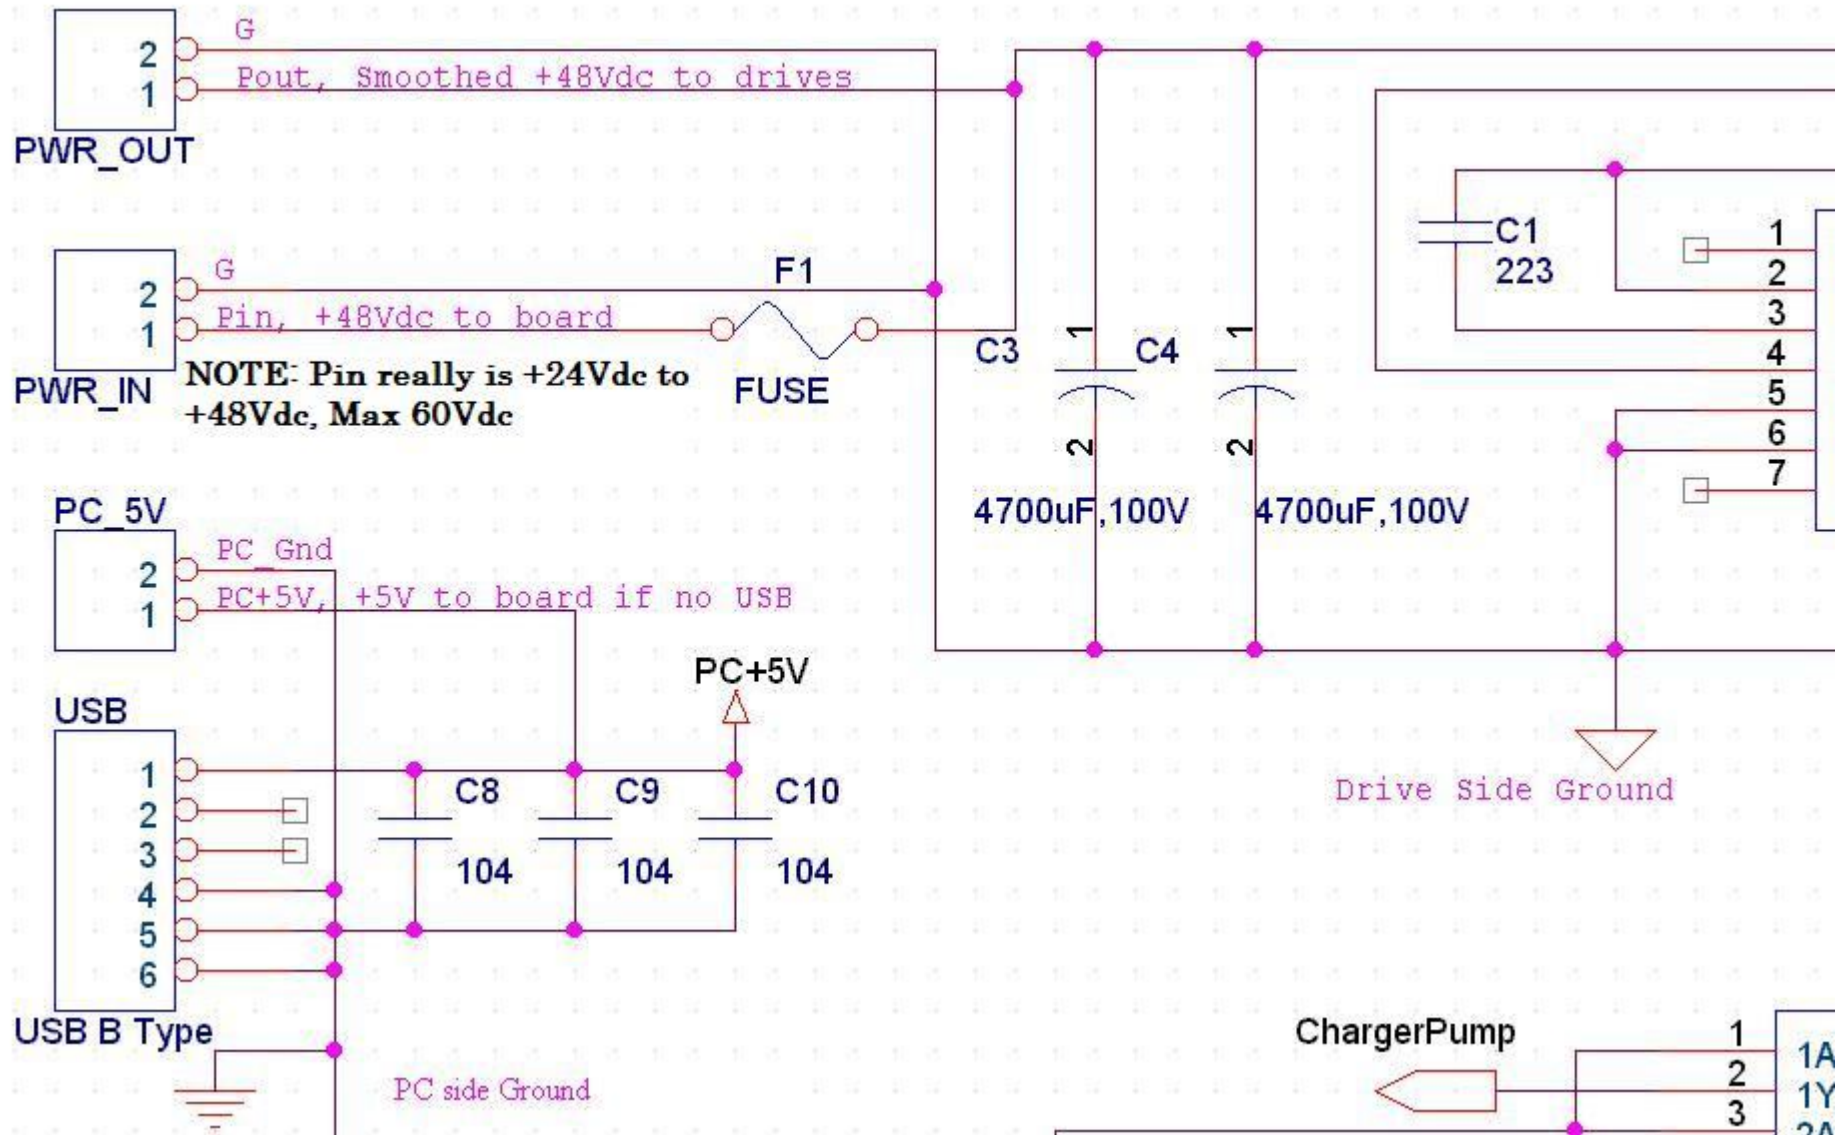 G
2
Pout, Smoothed +48Vdc to drives
1
PWR_OUT
G
2
Pin, +48Vdc to board
1
PWR_IN
NOTE: Pin really is +24Vdc to
+48Vdc, Max 60Vdc
F1
FUSE
C3
1
2
4700uF,100V
C4
1
2
4700uF,100V
C1
223
1
2
3
4
5
6
7
PC_5V
PC_Gnd
2
PC+5V, +5V to board if no USB
1
PC+5V
USB
1
2
3
4
5
6
USB B Type
C8
104
C9
104
C10
104
Drive Side Ground
PC side Ground
ChargerPump
1
1A
2
1Y
3
2A